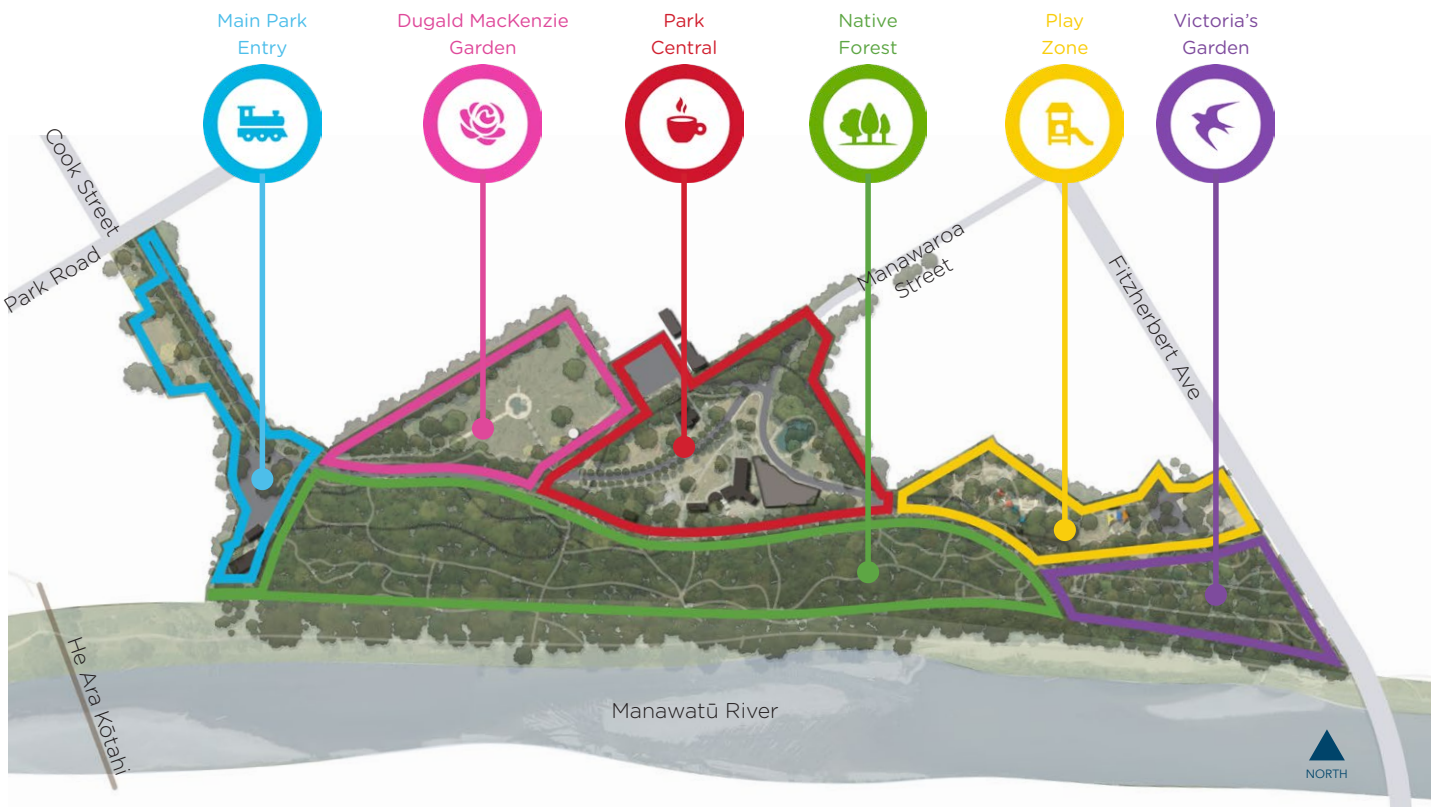 Main Park
Entry
Dugald MacKenzie
Garden
Park
Central
Native
Forest
Play
Zone
Victoria's
Garden
Cook Street
Park Road
Manawaroa
Street
Fitzherbert Ave
He Ara Kōtahi
Manawatū River
NORTH